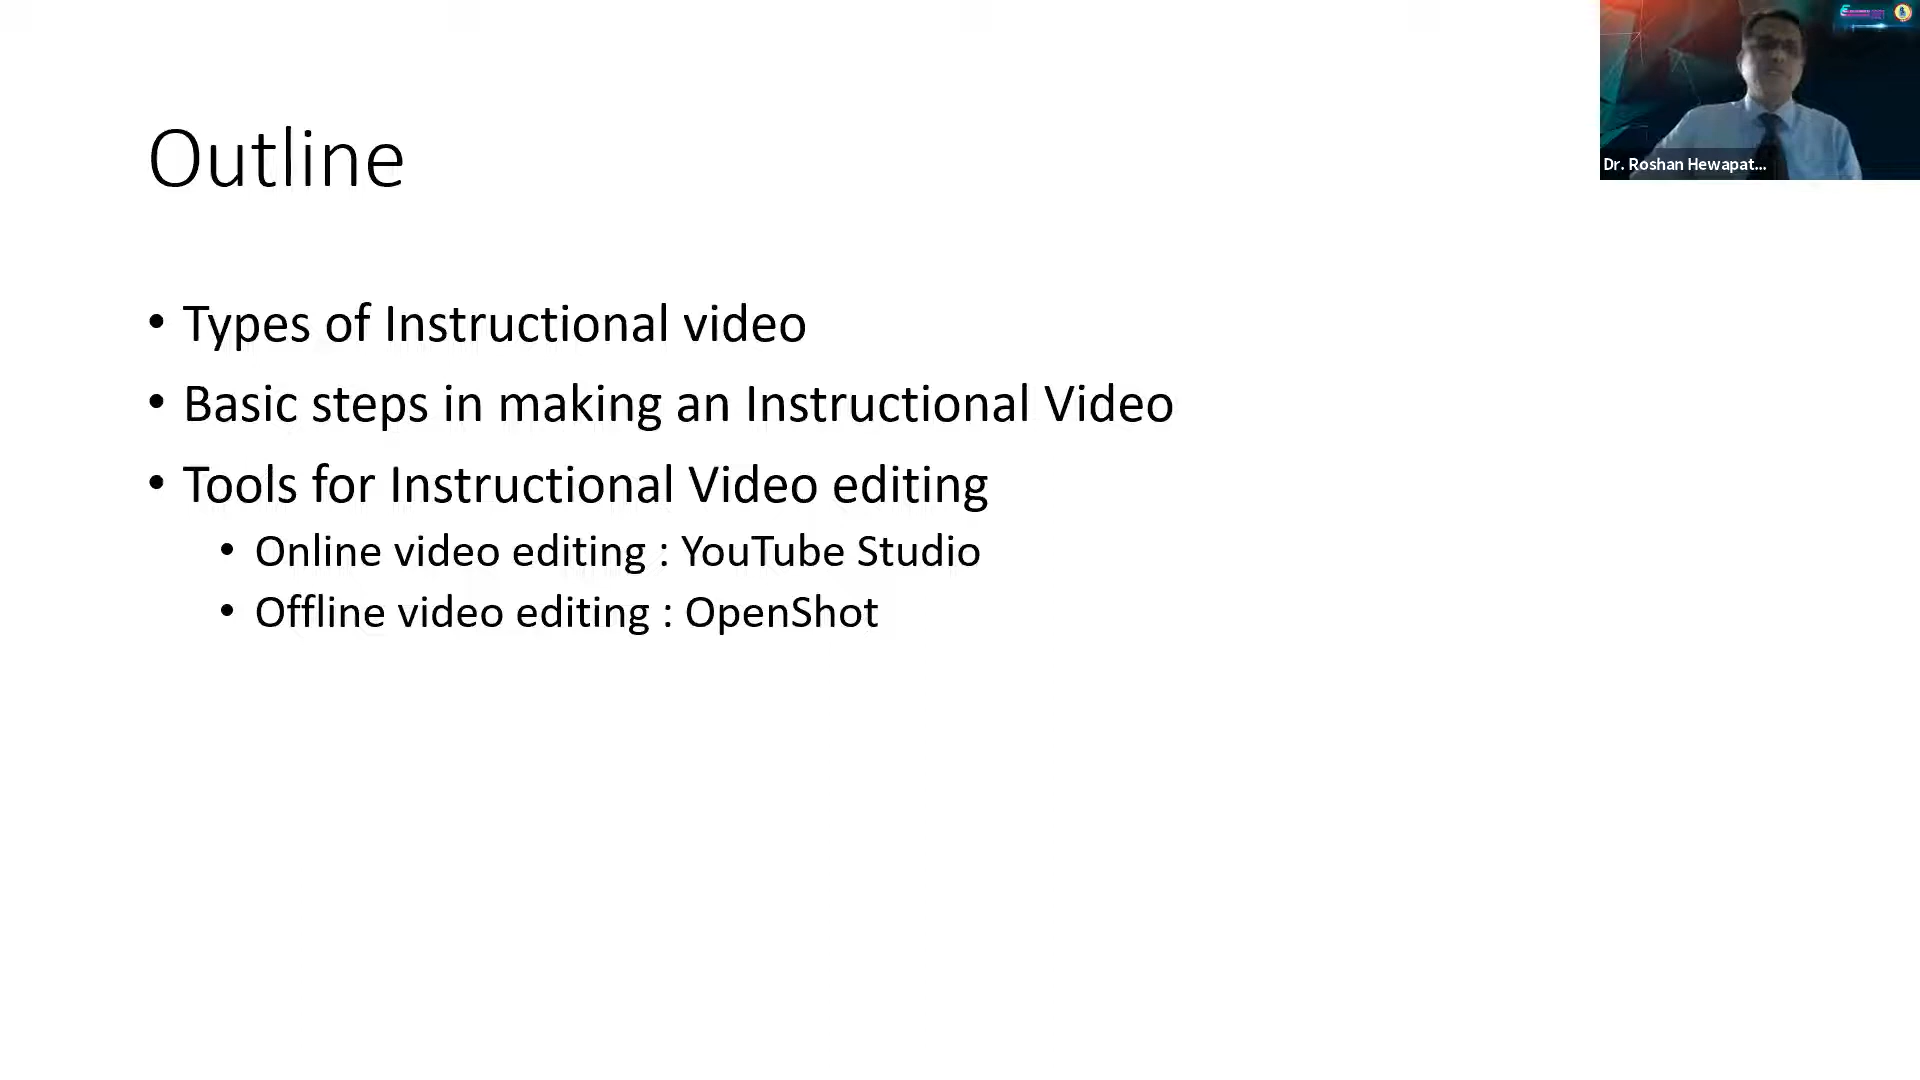 Outline
Dr. Roshan Hewapat...
• Types of Instructional video
• Basic steps in making an Instructional Video
• Tools for Instructional Video editing
• Online video editing : YouTube Studio
• Offline video editing : OpenShot